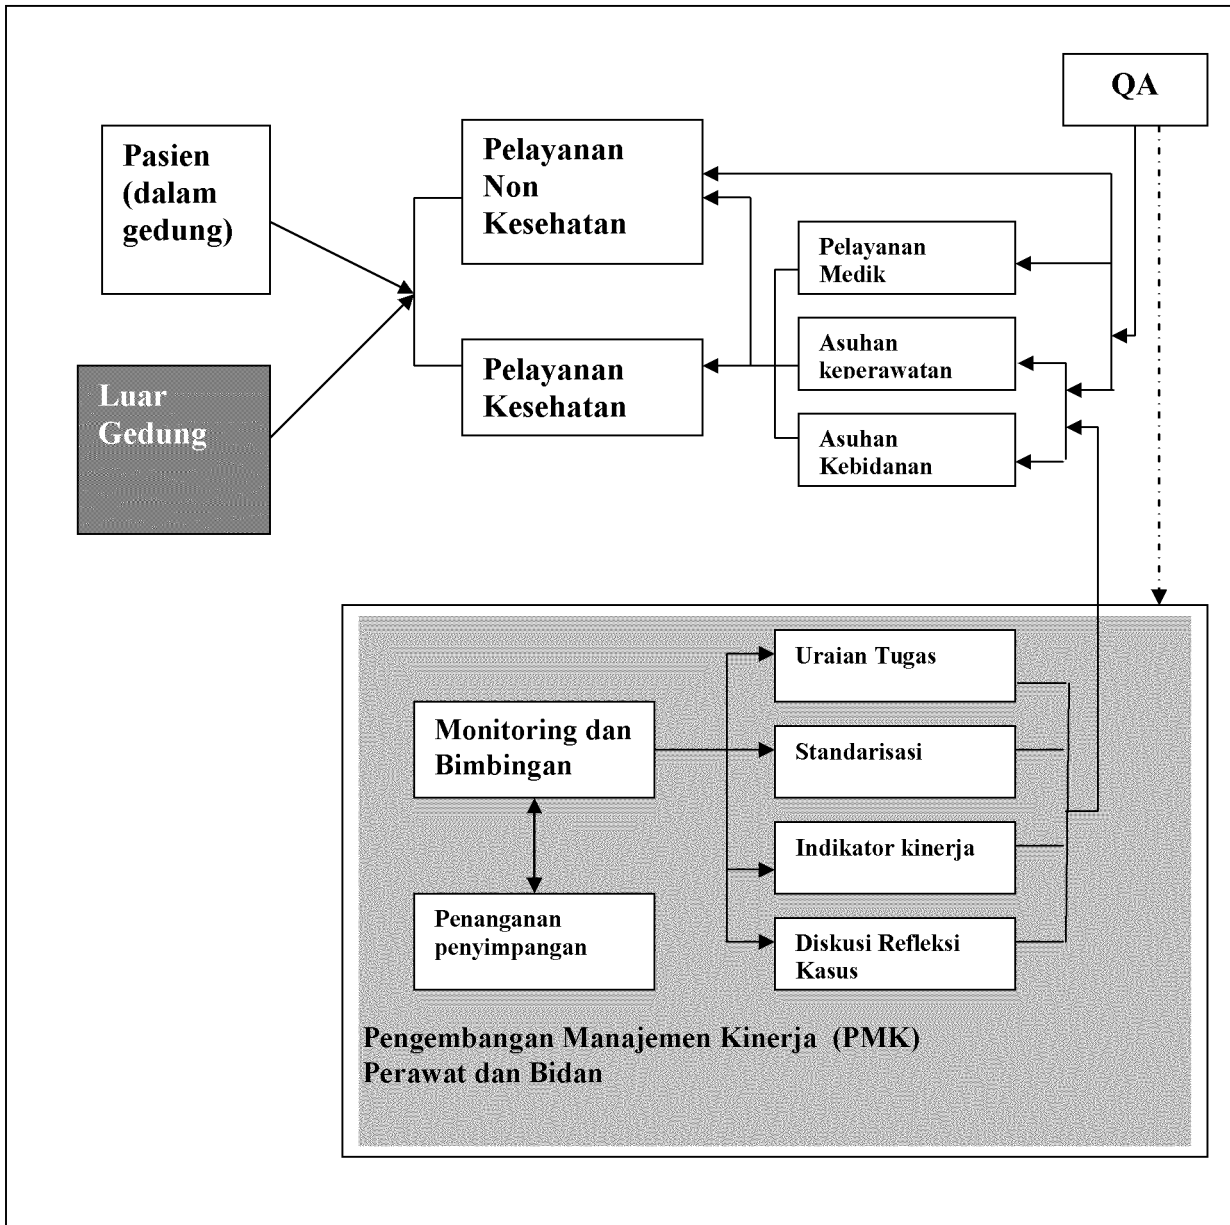 QA
Pasien
(dalam
gedung)
Pelayanan
Non
Kesehatan
Pelayanan
Medik
Asuhan
keperawatan
Pelayanan
Kesehatan
Luar
Gedung
Asuhan
Kebidanan
Uraian Tugas
Monitoring dan
Bimbingan
Standarisasi
Indikator kinerja
Penanganan
penyimpangan
Diskusi Refleksi
Kasus
Pengembangan Manajemen Kinerja (PMK)
Perawat dan Bidan